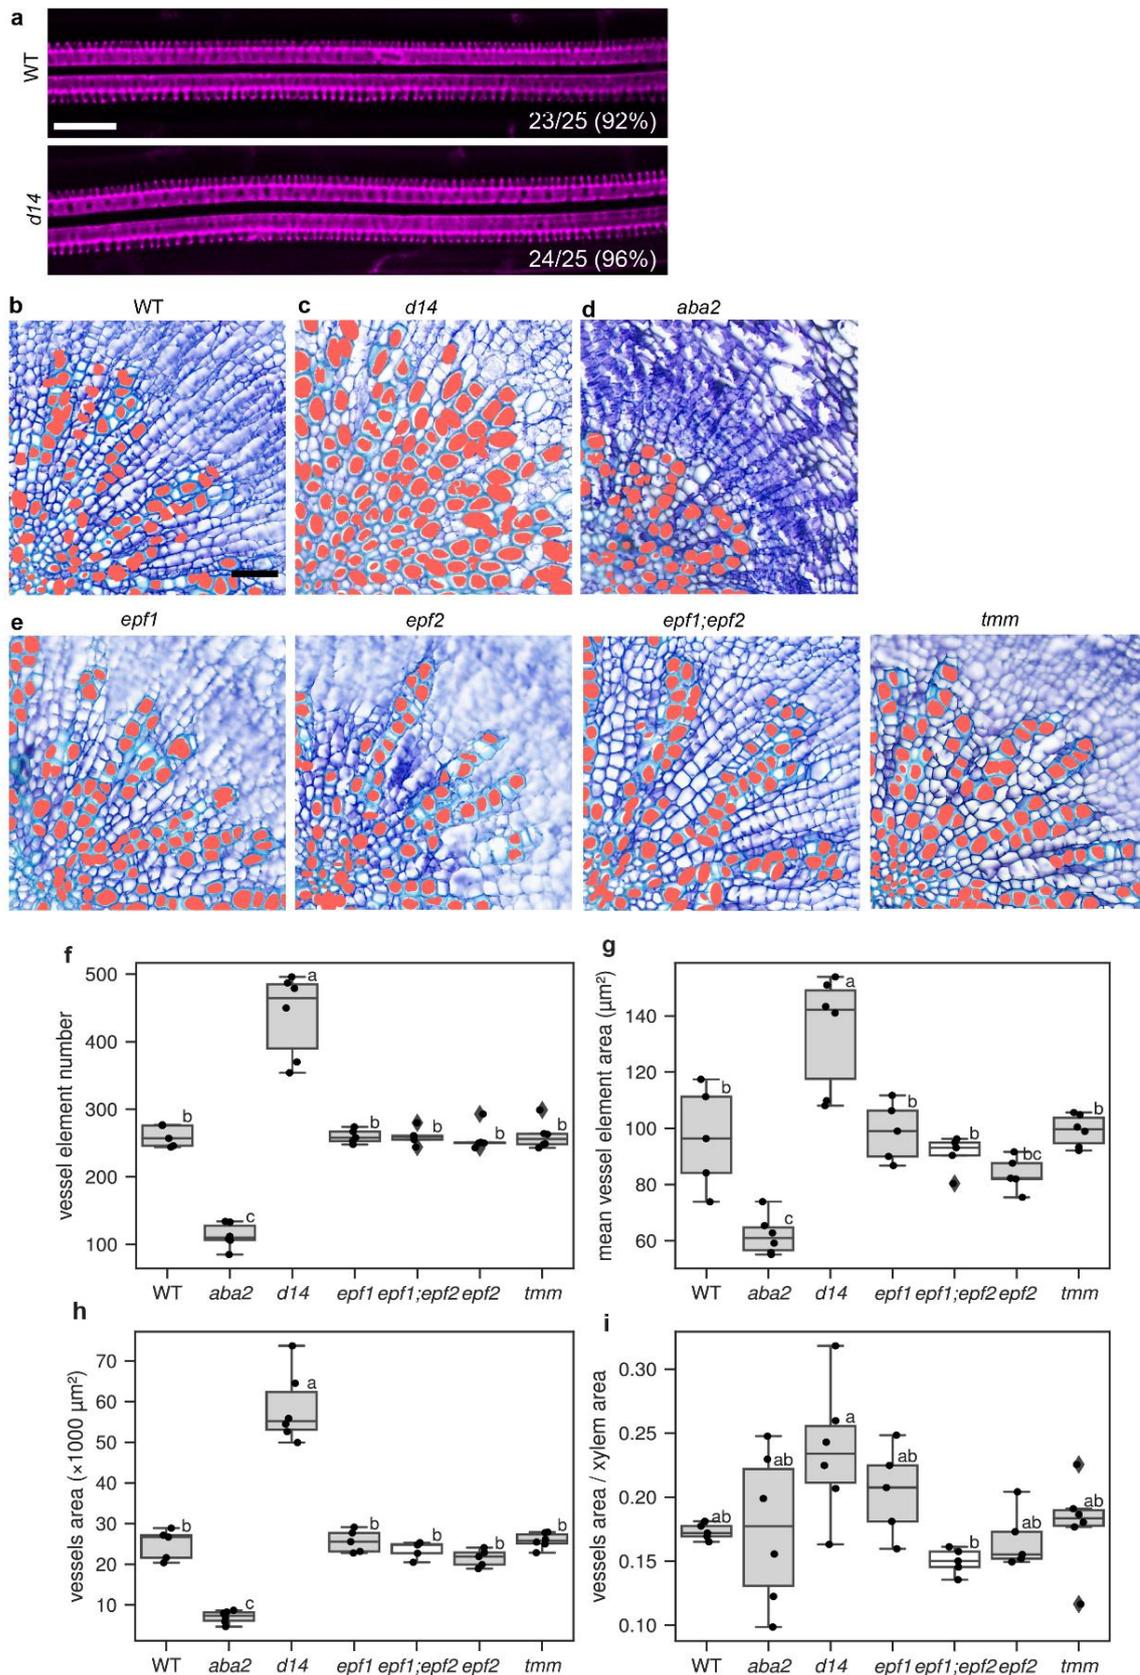 a
WT
23/25 (92%)
d14
24/25 (96%)
b WT c d14 d aba2
e epf1 epf2 epf1;epf2 tmm
f
vessel element number
500
400
300
200
100
b
c
a
b
b
b
b
WT aba2 d14 epf1 epf1;epf2 epf2 tmm
g
mean vessel element area (µm²)
140
120
100
80
60
b
c
a
b
b
bc
b
WT aba2 d14 epf1 epf1;epf2 epf2 tmm
h
vessels area (×1000 µm²)
70
60
50
40
30
20
10
b
c
a
b
b
b
b
WT aba2 d14 epf1 epf1;epf2 epf2 tmm
i
vessels area / xylem area
0.30
0.25
0.20
0.15
0.10
ab
ab
a
ab
b
ab
ab
WT aba2 d14 epf1 epf1;epf2 epf2 tmm